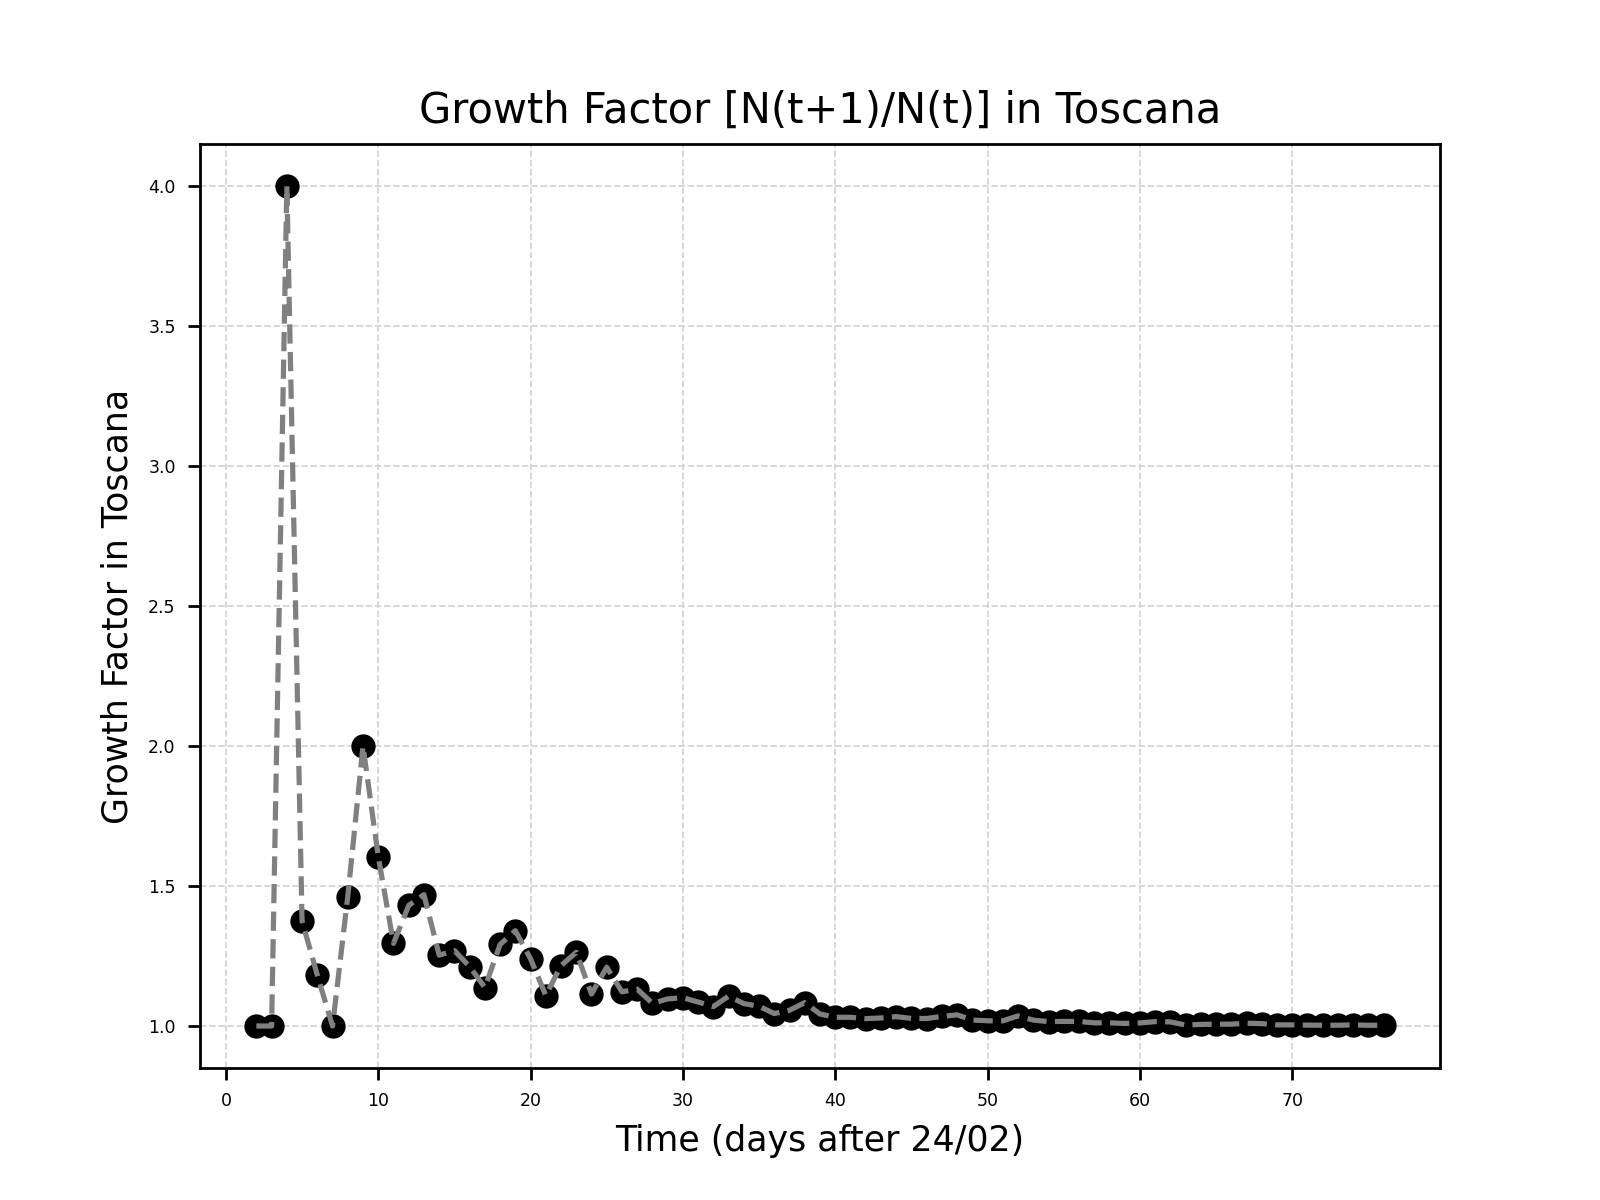 Growth Factor [N(t+1)/N(t)] in Toscana
Growth Factor in Toscana
4.0
3.5
3.0
2.5
2.0
1.5
1.0
0 10 20 30 40 50 60 70
Time (days after 24/02)